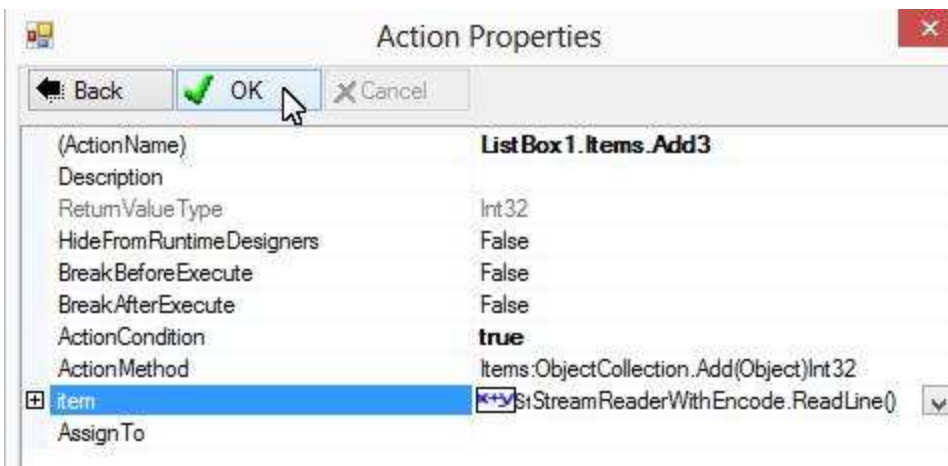 Action Properties
Back OK Cancel
(ActionName) ListBox1.Items.Add3
Description
ReturnValueType Int32
HideFromRuntimeDesigners False
BreakBeforeExecute False
BreakAfterExecute False
ActionCondition true
ActionMethod Items:ObjectCollection.Add(Object)Int32
item StreamReaderWithEncode.ReadLine()
AssignTo